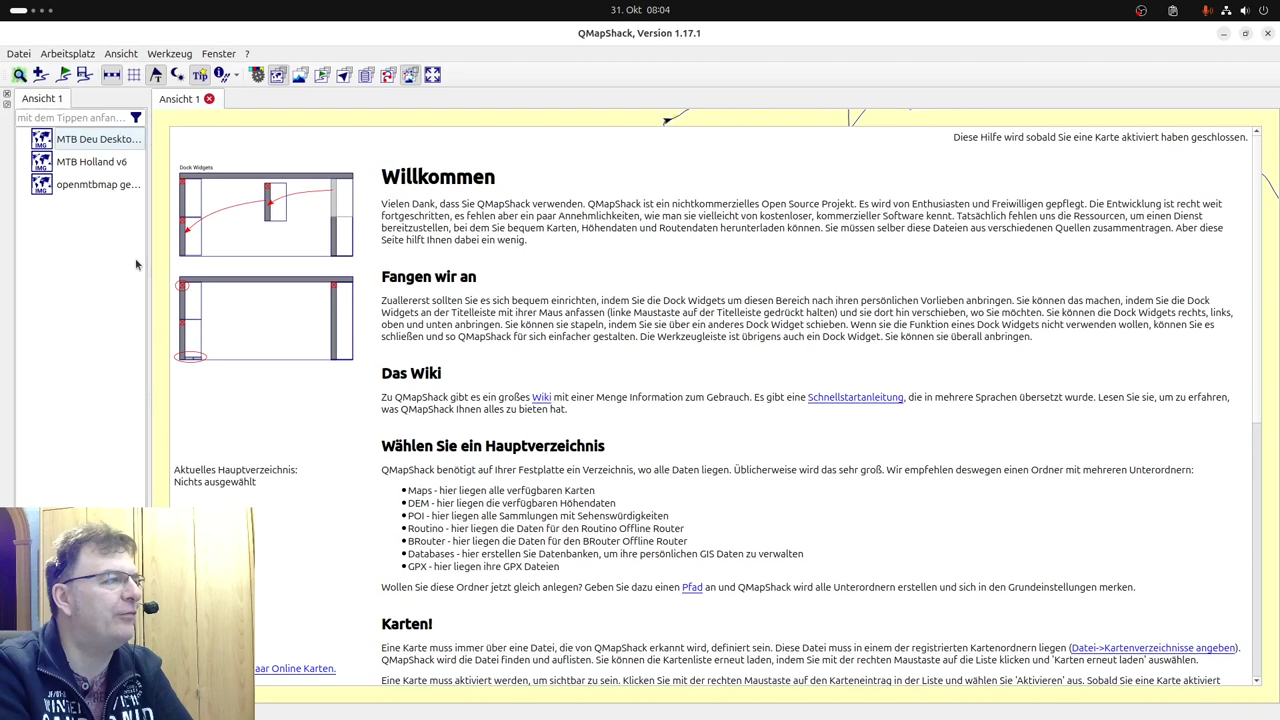 31. Okt 08:04
QMapShack, Version 1.17.1
Datei Arbeitsplatz Ansicht Werkzeug Fenster ?
Tip
Ansicht 1
Ansicht 1
mit dem Tippen anfan...
IMG MTB Deu Deskto...
IMG MTB Holland v6
IMG openmtbmap ge...
Diese Hilfe wird sobald Sie eine Karte aktiviert haben geschlossen.
Dock Widgets
Willkommen
Vielen Dank, dass Sie QMapShack verwenden. QMapShack ist ein nichtkommerzielles Open Source Projekt. Es wird von Enthusiasten und Freiwilligen gepflegt. Die Entwicklung ist recht weit
fortgeschritten, es fehlen aber ein paar Annehmlichkeiten, wie man sie vielleicht von kostenloser, kommerzieller Software kennt. Tatsächlich fehlen uns die Ressourcen, um einen Dienst
bereitzustellen, bei dem Sie bequem Karten, Höhendaten und Routendaten herunterladen können. Sie müssen selber diese Dateien aus verschiedenen Quellen zusammentragen. Aber diese
Seite hilft Ihnen dabei ein wenig.
Fangen wir an
Zuallererst sollten Sie es sich bequem einrichten, indem Sie die Dock Widgets um diesen Bereich nach ihren persönlichen Vorlieben anbringen. Sie können das machen, indem Sie die Dock
Widgets an der Titelleiste mit ihrer Maus anfassen (linke Maustaste auf der Titelleiste gedrückt halten) und sie dort hin verschieben, wo Sie möchten. Sie können die Dock Widgets rechts, links,
oben und unten anbringen. Sie können sie stapeln, indem Sie sie über ein anderes Dock Widget schieben. Wenn sie die Funktion eines Dock Widgets nicht verwenden wollen, können Sie es
schließen und so QMapShack für sich einfacher gestalten. Die Werkzeugleiste ist übrigens auch ein Dock Widget. Sie können sie überall anbringen.
Das Wiki
Zu QMapShack gibt es ein großes Wiki mit einer Menge Information zum Gebrauch. Es gibt eine Schnellstartanleitung, die in mehrere Sprachen übersetzt wurde. Lesen Sie sie, um zu erfahren,
was QMapShack Ihnen alles zu bieten hat.
Wählen Sie ein Hauptverzeichnis
Aktuelles Hauptverzeichnis:
Nichts ausgewählt
QMapShack benötigt auf Ihrer Festplatte ein Verzeichnis, wo alle Daten liegen. Üblicherweise wird das sehr groß. Wir empfehlen deswegen einen Ordner mit mehreren Unterordnern:
Maps - hier liegen alle verfügbaren Karten
DEM - hier liegen die verfügbaren Höhendaten
POI - hier liegen alle Sammlungen mit Sehenswürdigkeiten
Routino - hier liegen die Daten für den Routino Offline Router
BRouter - hier liegen die Daten für den BRouter Offline Router
Databases - hier erstellen Sie Datenbanken, um ihre persönlichen GIS Daten zu verwalten
GPX - hier liegen ihre GPX Dateien
Wollen Sie diese Ordner jetzt gleich anlegen? Geben Sie dazu einen Pfad an und QMapShack wird alle Unterordnern erstellen und sich in den Grundeinstellungen merken.
Karten!
Eine Karte muss immer über eine Datei, die von QMapShack erkannt wird, definiert sein. Diese Datei muss in einem der registrierten Kartenordnern liegen (Datei->Kartenverzeichnisse angeben).
QMapShack wird die Datei finden und auflisten. Sie können die Kartenliste erneut laden, indem Sie mit der rechten Maustaste auf die Liste klicken und 'Karten erneut laden' auswählen.
aar Online Karten.
Eine Karte muss aktiviert werden, um sichtbar zu sein. Klicken Sie mit der rechten Maustaste auf den Karteneintrag in der Liste und wählen Sie 'Aktivieren' aus. Sobald Sie eine Karte aktiviert